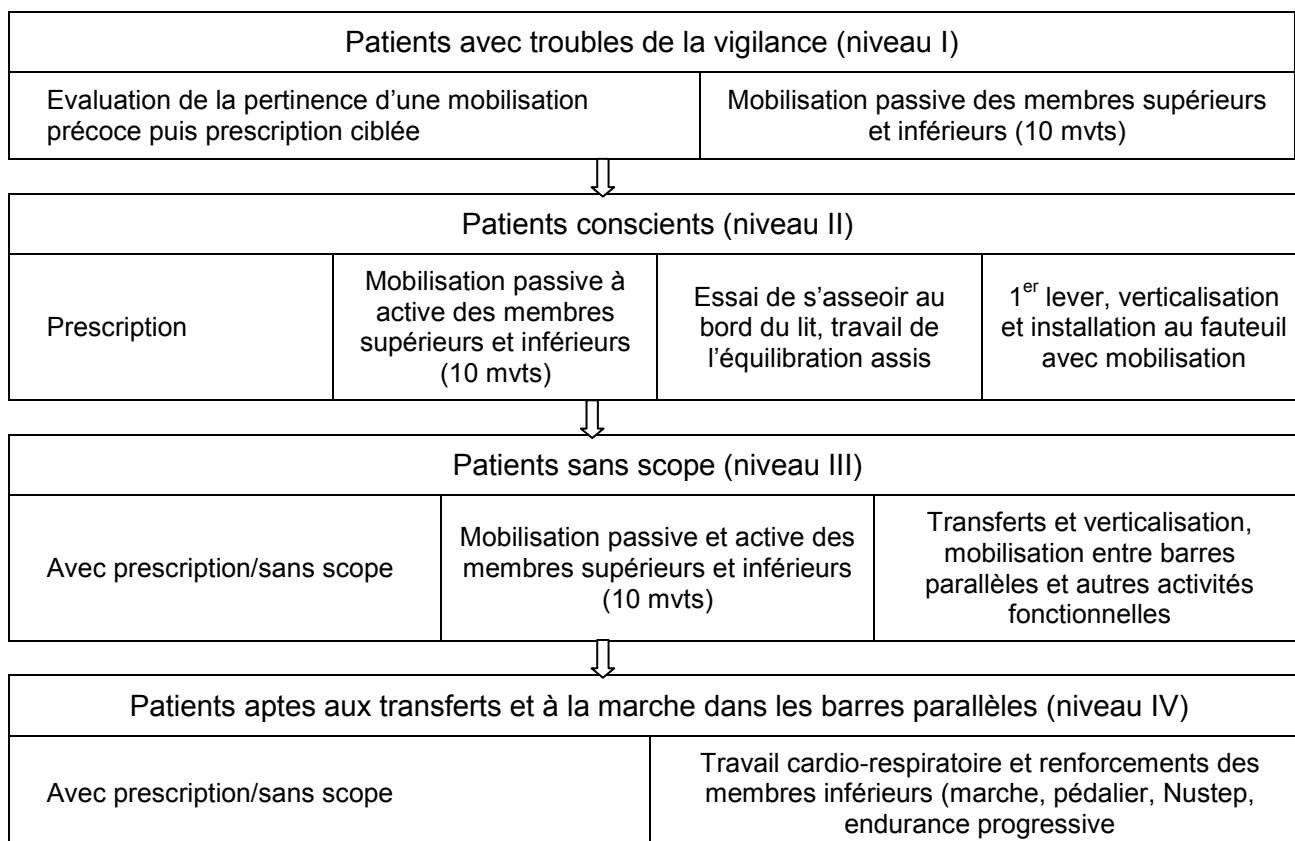 Patients avec troubles de la vigilance (niveau I)
Evaluation de la pertinence d'une mobilisation
précoce puis prescription ciblée
Mobilisation passive des membres supérieurs
et inférieurs (10 mvts)
Patients conscients (niveau II)
Prescription
Mobilisation passive à
active des membres
supérieurs et inférieurs
(10 mvts)
Essai de s'asseoir au
bord du lit, travail de
l'équilibration assis
1er lever, verticalisation
et installation au fauteuil
avec mobilisation
Patients sans scope (niveau III)
Avec prescription/sans scope
Mobilisation passive et active des
membres supérieurs et inférieurs
(10 mvts)
Transferts et verticalisation,
mobilisation entre barres
parallèles et autres activités
fonctionnelles
Patients aptes aux transferts et à la marche dans les barres parallèles (niveau IV)
Avec prescription/sans scope
Travail cardio-respiratoire et renforcements des
membres inférieurs (marche, pédalier, Nustep,
endurance progressive